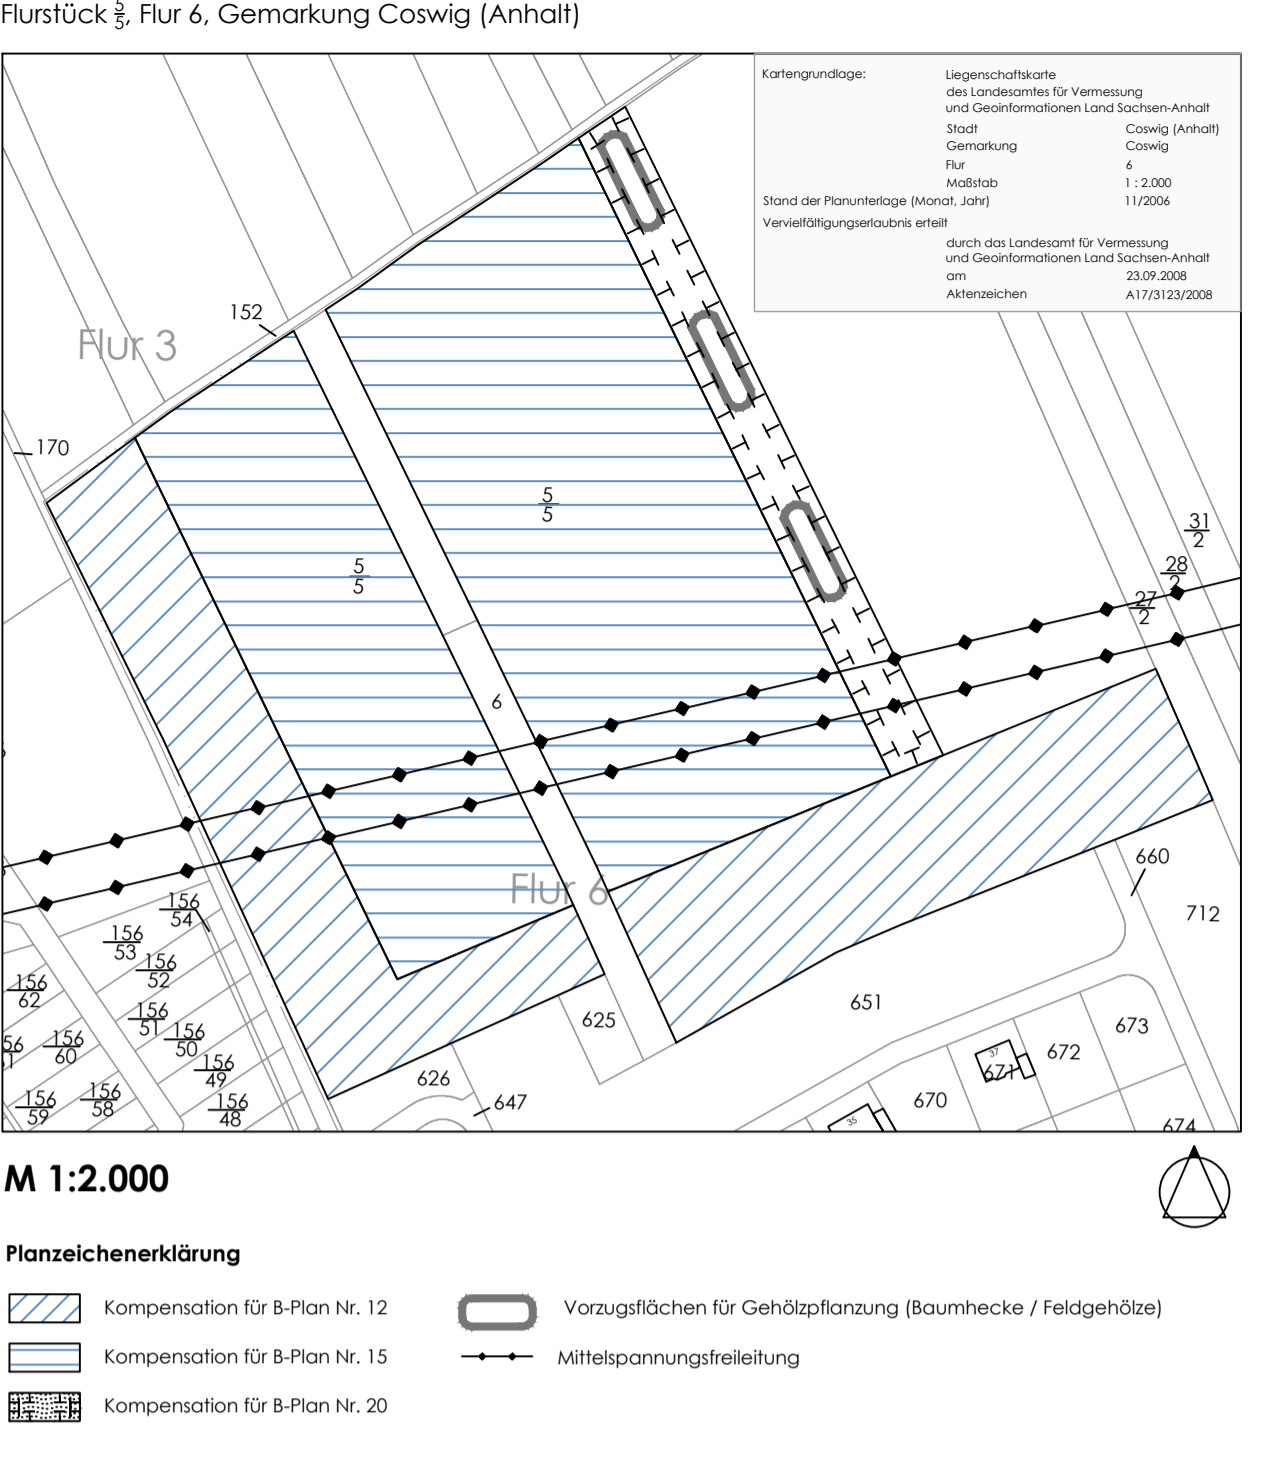 Flurstück 5/5, Flur 6, Gemarkung Coswig (Anhalt)
Kartengrundlage: Liegenschaftskarte
des Landesamtes für Vermessung
und Geoinformationen Land Sachsen-Anhalt
Stadt Coswig (Anhalt)
Gemarkung Coswig
Flur 6
Maßstab 1 : 2.000
Stand der Planunterlage (Monat, Jahr) 11/2006
Vervielfältigungserlaubnis erteilt
durch das Landesamt für Vermessung
und Geoinformationen Land Sachsen-Anhalt
am 23.09.2008
Aktenzeichen A17/3123/2008
152
Flur 3
170
5/5
5/5
31/2
28/2
27/2
6
Flur 6
660
712
156/54
156/53
156/52
156/62
156/51
156/50
156/60
156/49
156/59
156/58
156/48
625
651
626
647
673
672
37
671
670
35
674
M 1:2.000
Planzeichenerklärung
Kompensation für B-Plan Nr. 12
Vorzugsflächen für Gehölzpflanzung (Baumhecke / Feldgehölze)
Kompensation für B-Plan Nr. 15
Mittelspannungsfreileitung
Kompensation für B-Plan Nr. 20